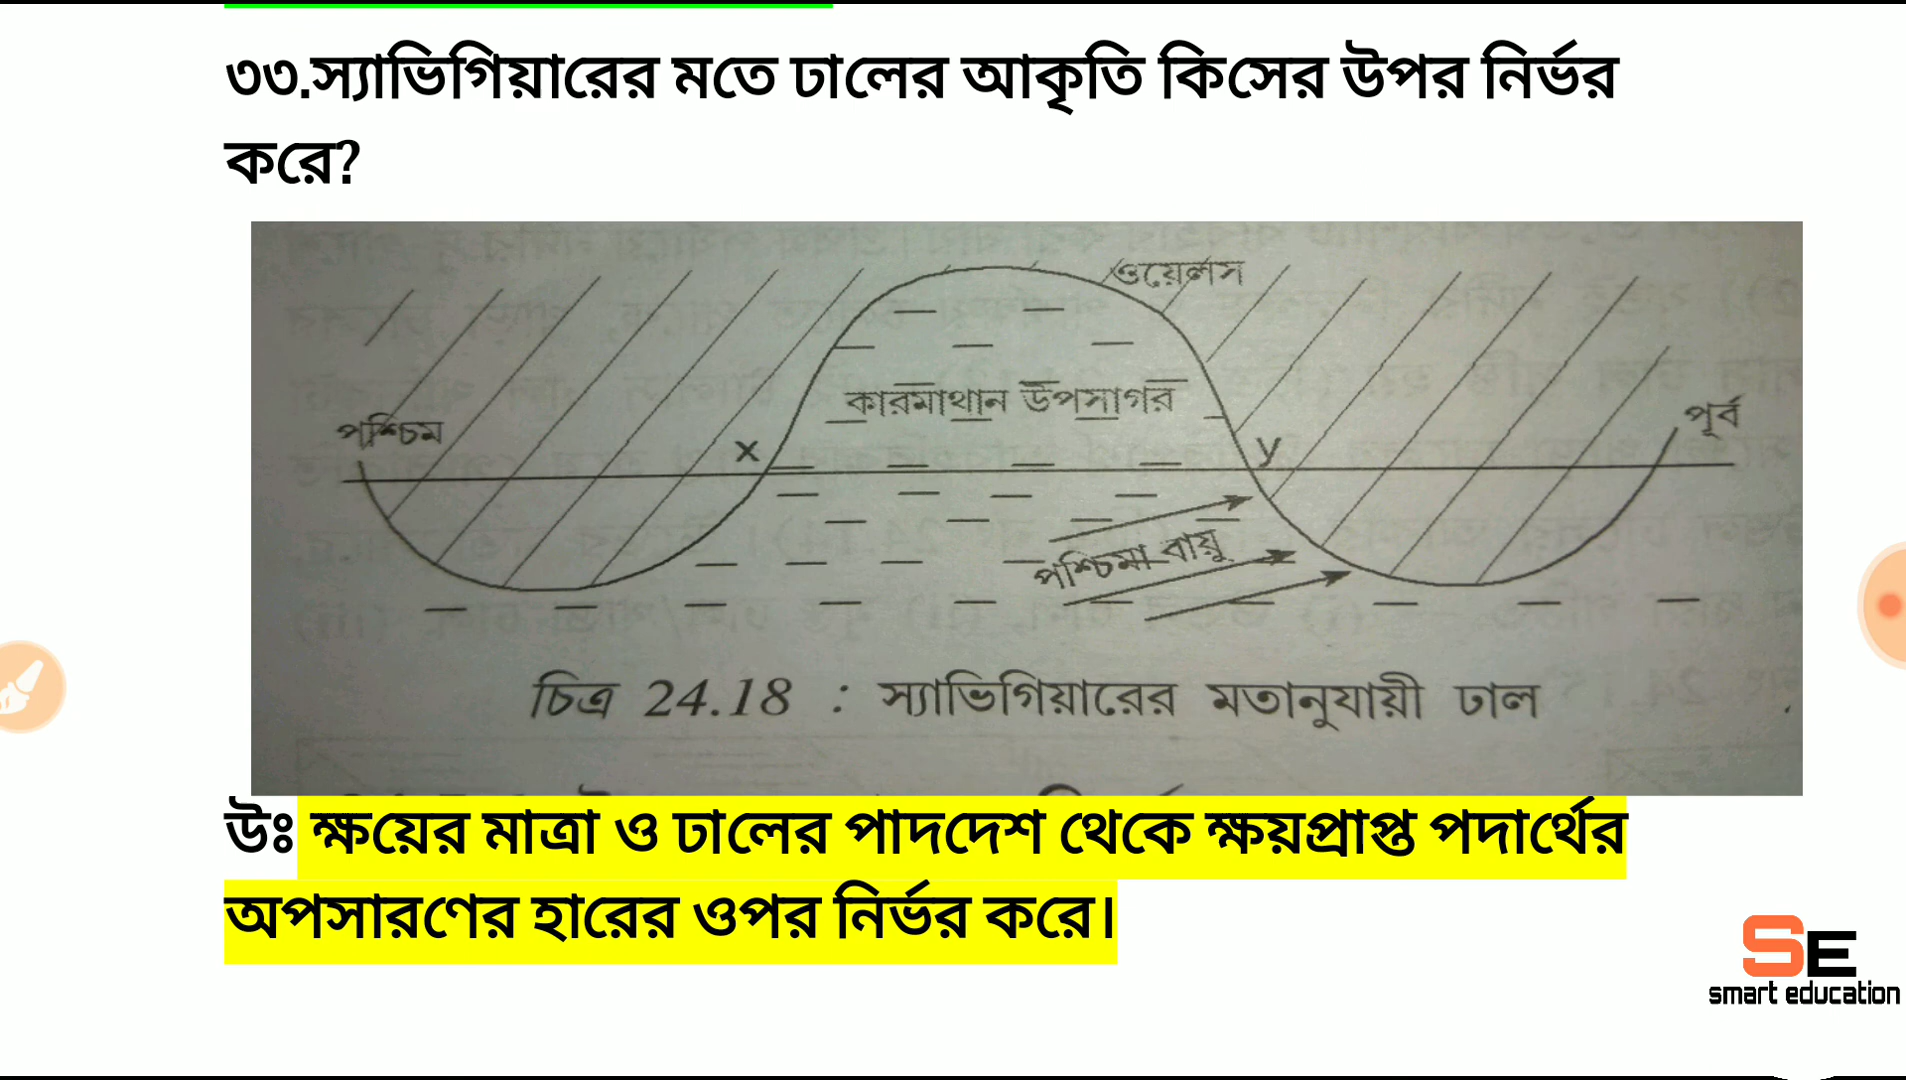 ৩৩.স্যাভিগিয়ারের মতে ঢালের আকৃতি কিসের উপর নির্ভর
করে?
ওয়েলস
কারমাথান উপসাগর
পশ্চিম
পূর্ব
x
y
পশ্চিমা বায়ু
চিত্র 24.18 : স্যাভিগিয়ারের মতানুযায়ী ঢাল
উঃ ক্ষয়ের মাত্রা ও ঢালের পাদদেশ থেকে ক্ষয়প্রাপ্ত পদার্থের
অপসারণের হারের ওপর নির্ভর করে।
SE
smart education